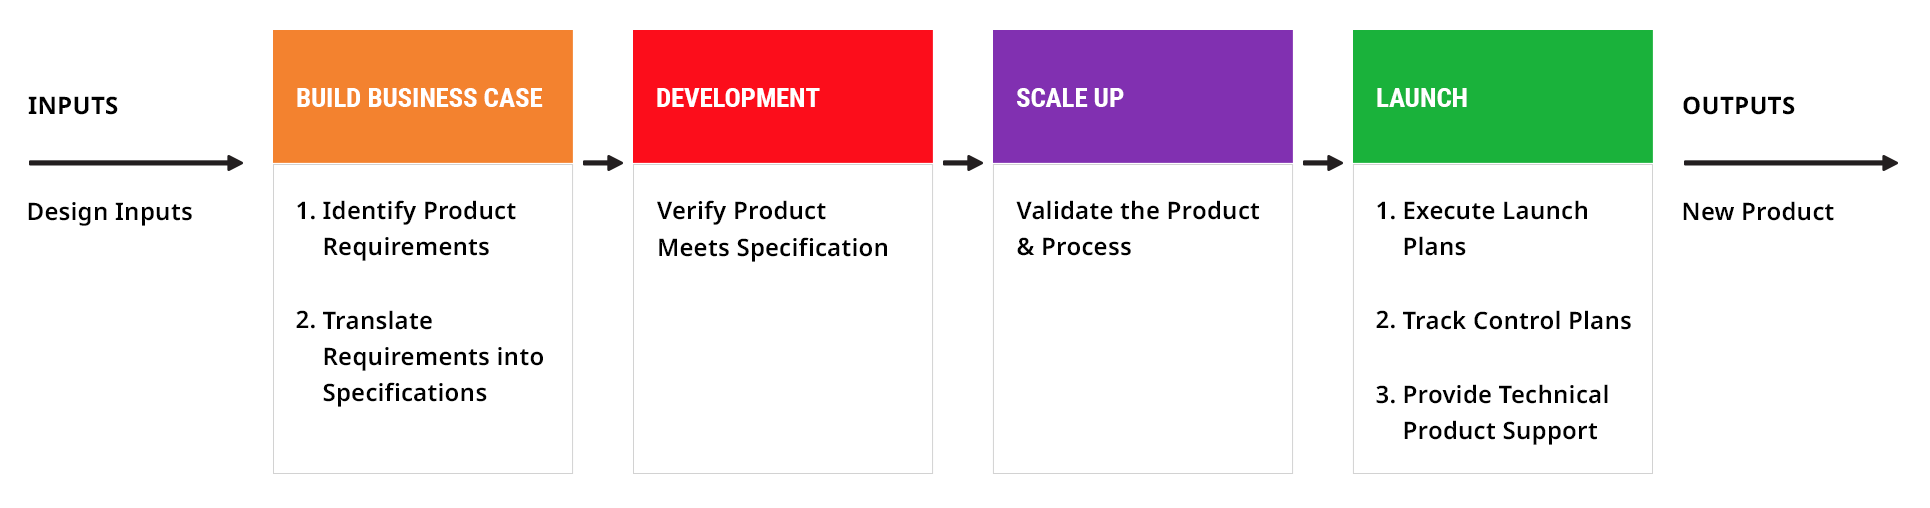 INPUTS
Design Inputs
BUILD BUSINESS CASE
1. Identify Product
Requirements
2. Translate
Requirements into
Specifications
DEVELOPMENT
Verify Product
Meets Specification
SCALE UP
Validate the Product
& Process
LAUNCH
1. Execute Launch
Plans
2. Track Control Plans
3. Provide Technical
Product Support
OUTPUTS
New Product